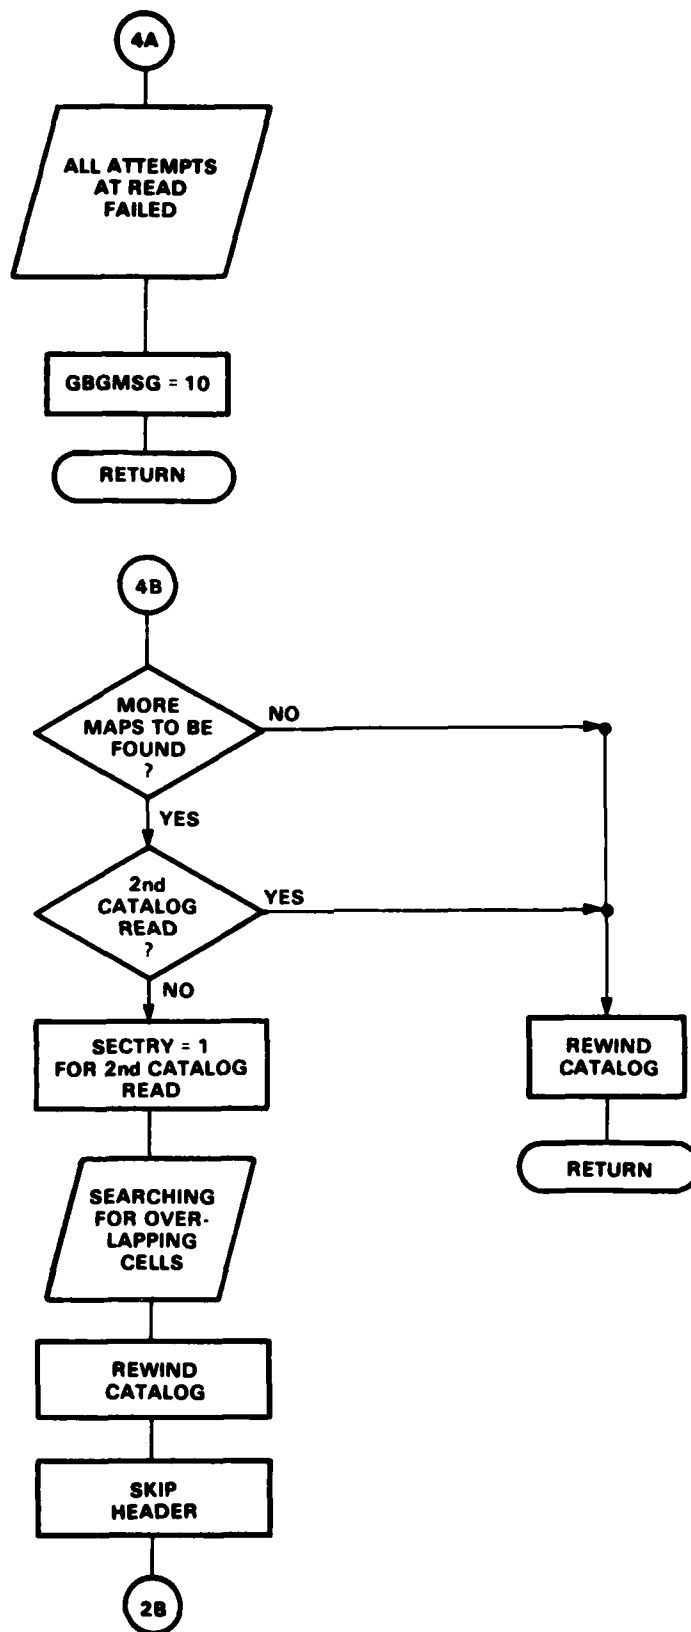 4A
ALL ATTEMPTS
AT READ
FAILED
GBGMSG = 10
RETURN
4B
MORE
MAPS TO BE
FOUND
?
NO
YES
2nd
CATALOG
READ
?
YES
NO
SECTRY = 1
FOR 2nd CATALOG
READ
REWIND
CATALOG
RETURN
SEARCHING
FOR OVER-
LAPPING
CELLS
REWIND
CATALOG
SKIP
HEADER
2B